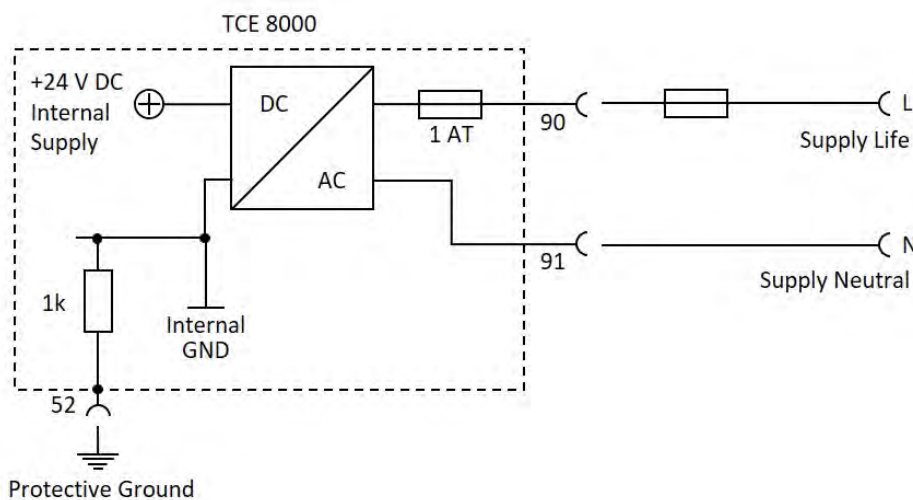 TCE 8000
+24 V DC
Internal
Supply
DC
AC
1 AT
90
L
Supply Life
91
N
Supply Neutral
1k
Internal
GND
52
Protective Ground